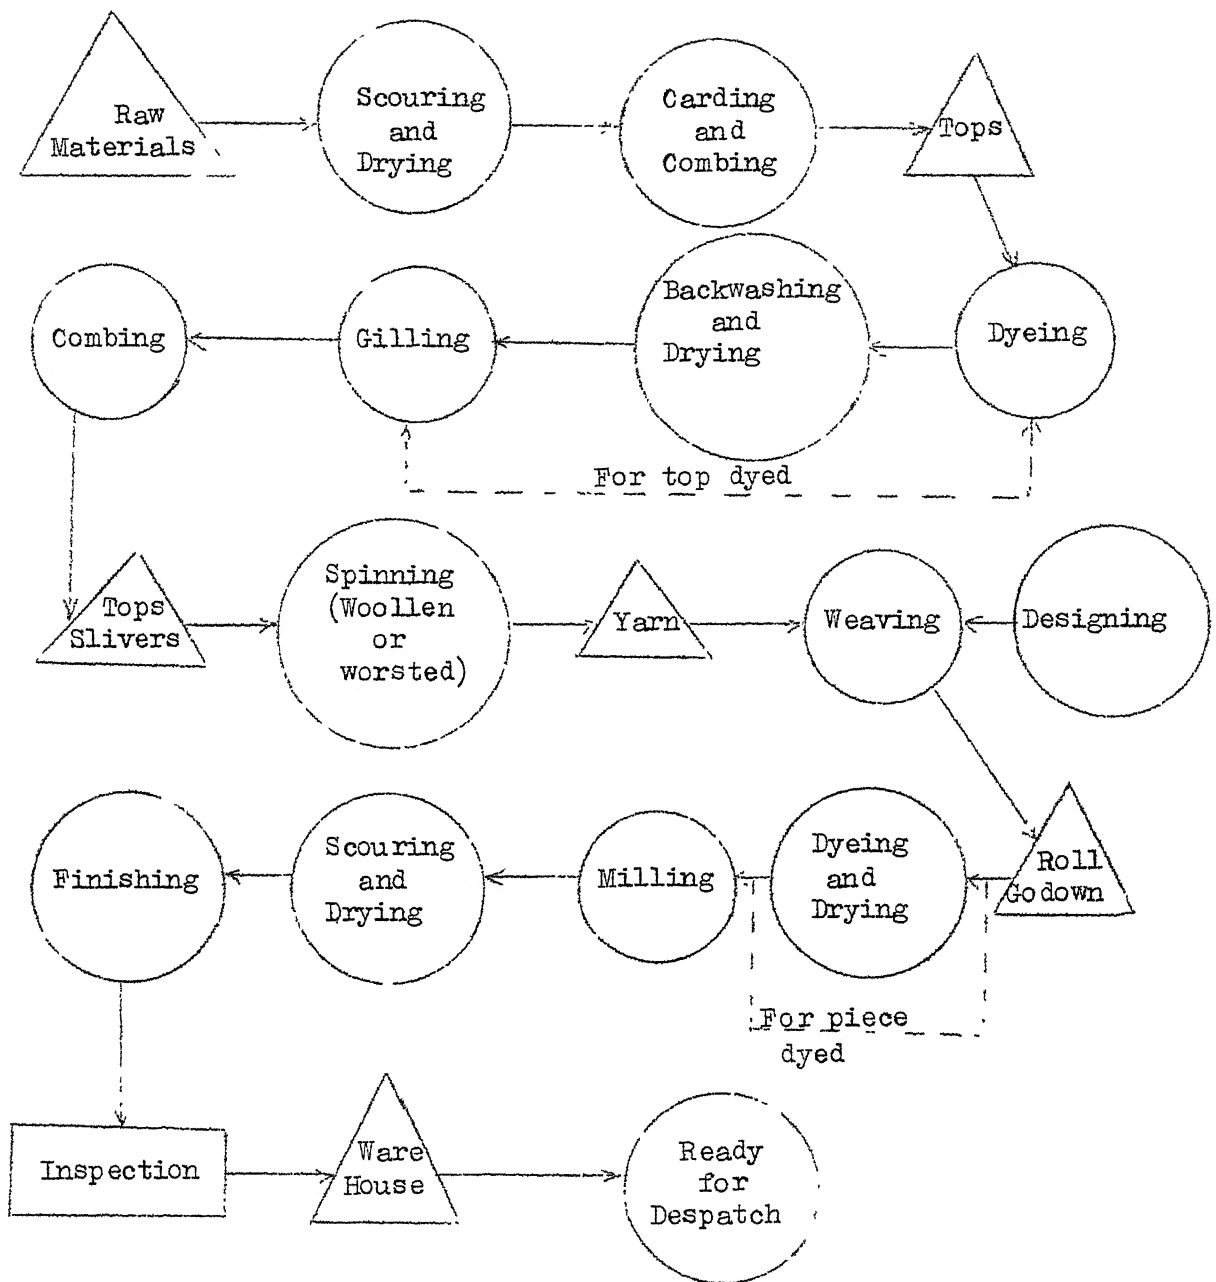 Raw
Materials
Scouring
and
Drying
Carding
and
Combing
Tops
Combing
Gilling
Backwashing
and
Drying
Dyeing
For top dyed
Tops
Slivers
Spinning
(Woollen
or
worsted)
Yarn
Weaving
Designing
Finishing
Scouring
and
Drying
Milling
Dyeing
and
Drying
Roll
Godown
For piece
dyed
Inspection
Ware
House
Ready
for
Despatch